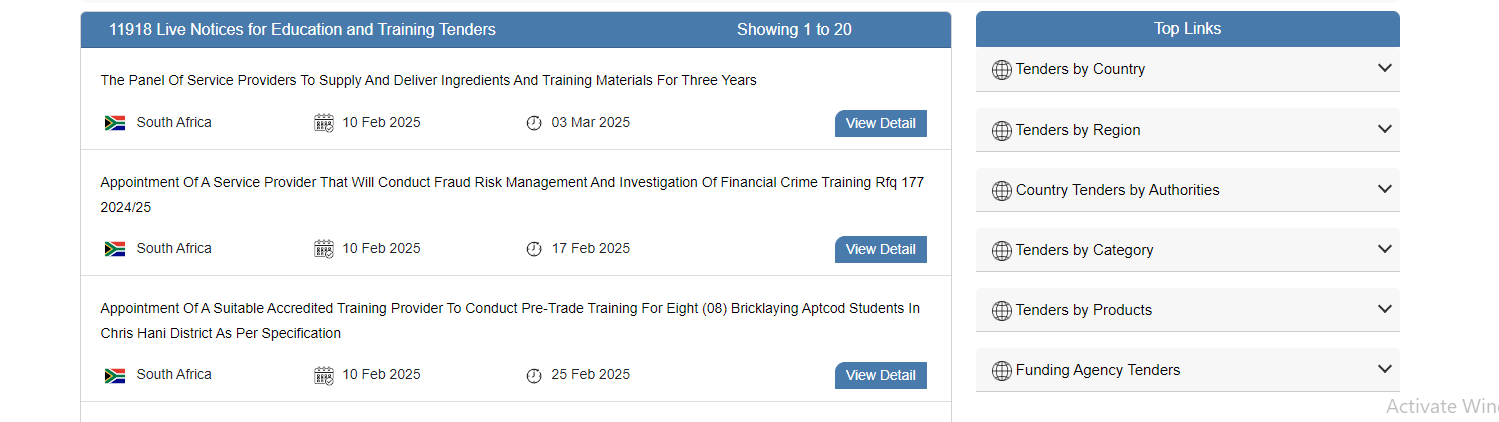 11918 Live Notices for Education and Training Tenders
Showing 1 to 20
The Panel Of Service Providers To Supply And Deliver Ingredients And Training Materials For Three Years
South Africa
10 Feb 2025
03 Mar 2025
View Detail
Appointment Of A Service Provider That Will Conduct Fraud Risk Management And Investigation Of Financial Crime Training Rfq 177
2024/25
South Africa
10 Feb 2025
17 Feb 2025
View Detail
Appointment Of A Suitable Accredited Training Provider To Conduct Pre-Trade Training For Eight (08) Bricklaying Aptcod Students In
Chris Hani District As Per Specification
South Africa
10 Feb 2025
25 Feb 2025
View Detail
Top Links
Tenders by Country
Tenders by Region
Country Tenders by Authorities
Tenders by Category
Tenders by Products
Funding Agency Tenders
Activate Win